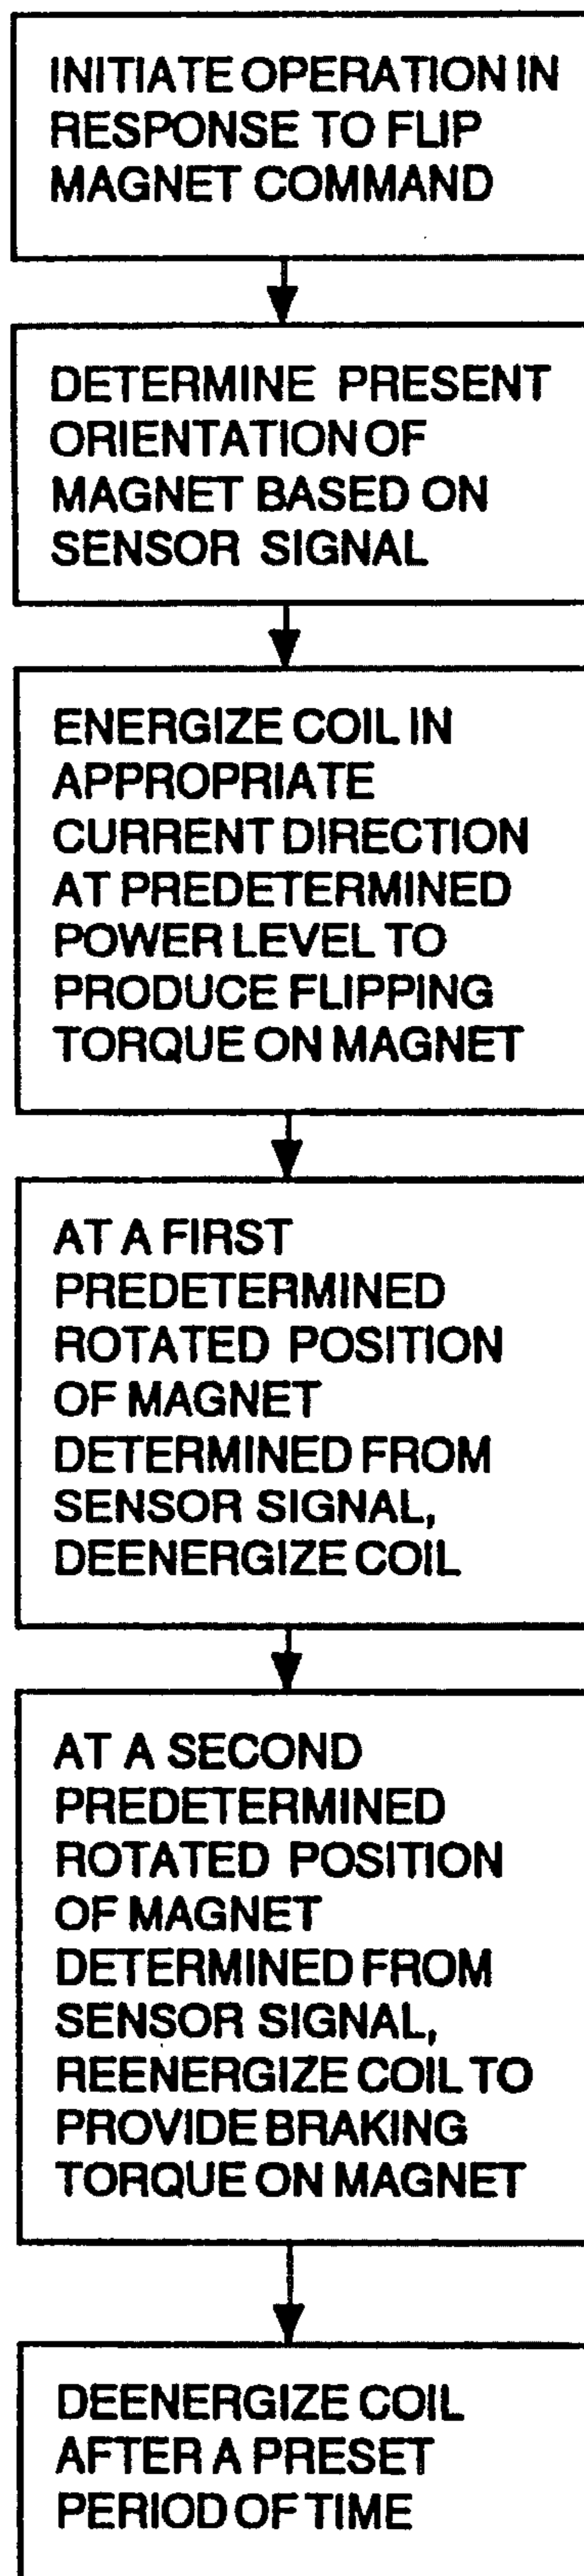 INITIATE OPERATION IN
RESPONSE TO FLIP
MAGNET COMMAND
DETERMINE PRESENT
ORIENTATION OF
MAGNET BASED ON
SENSOR SIGNAL
ENERGIZE COIL IN
APPROPRIATE
CURRENT DIRECTION
AT PREDETERMINED
POWER LEVEL TO
PRODUCE FLIPPING
TORQUE ON MAGNET
AT A FIRST
PREDETERMINED
ROTATED POSITION
OF MAGNET
DETERMINED FROM
SENSOR SIGNAL,
DEENERGIZE COIL
AT A SECOND
PREDETERMINED
ROTATED POSITION
OF MAGNET
DETERMINED FROM
SENSOR SIGNAL,
REENERGIZE COIL TO
PROVIDE BRAKING
TORQUE ON MAGNET
DEENERGIZE COIL
AFTER A PRESET
PERIOD OF TIME